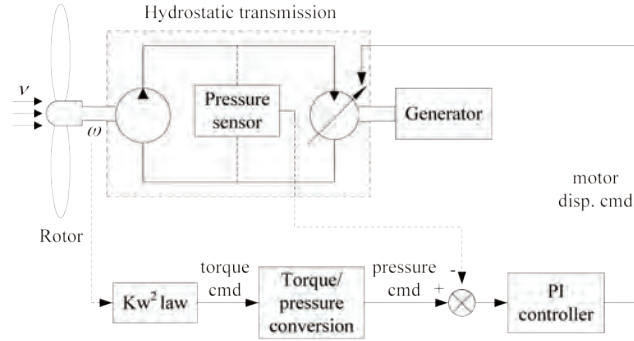 Hydrostatic transmission
ν
ω
Pressure
sensor
Generator
motor
disp. cmd
Rotor
Kw² law
torque
cmd
Torque/
pressure
conversion
pressure
cmd
-
+
PI
controller